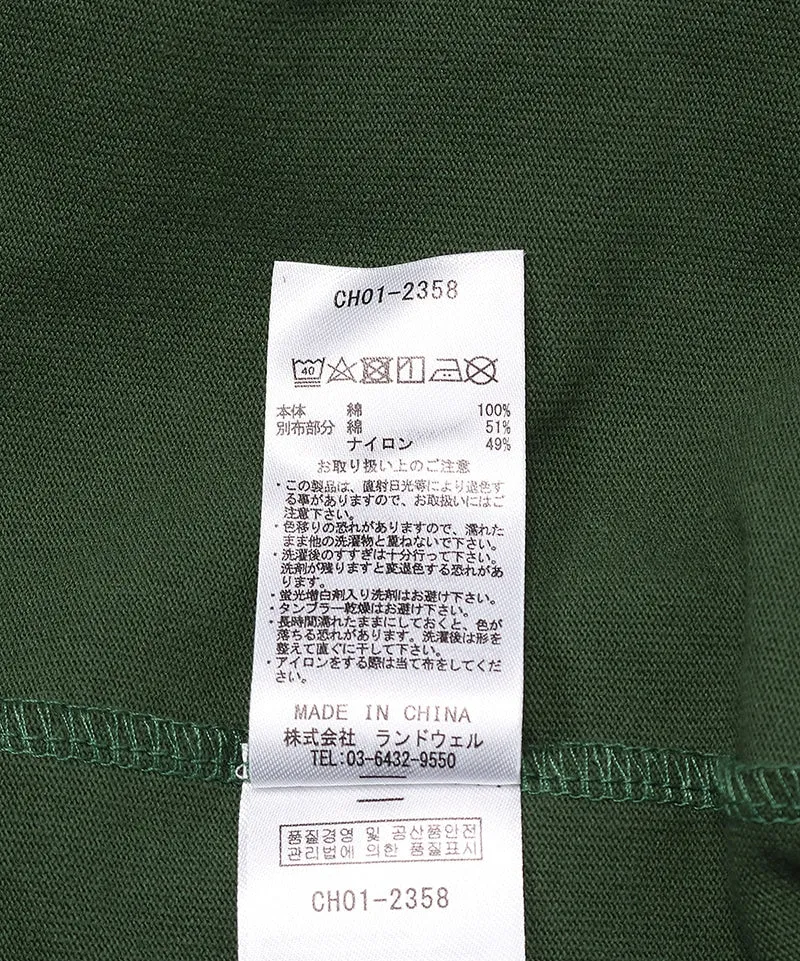 CH01-2358
40
本体 綿 100%
別布部分 綿 51%
ナイロン 49%
お取り扱い上のご注意
・この製品は、直射日光等により退色す
る事がありますので、お取扱いにはご
注意下さい。
・色移りの恐れがありますので、濡れた
まま他の洗濯物と重ねないで下さい。
・洗濯後のすすぎは十分行って下さい。
洗剤が残りますと変退色する恐れがあ
ります。
・蛍光増白剤入り洗剤はお避け下さい。
・タンブラー乾燥はお避け下さい。
・長時間濡れたままにしておくと、色が
落ちる恐れがあります。洗濯後は形を
整えて直ぐに干して下さい。
・アイロンをする際は当て布をしてくだ
さい。
MADE IN CHINA
株式会社 ランドウェル
TEL:03-6432-9550
품질경영 및 공산품안전
관리법에 의한 품질표시
CH01-2358